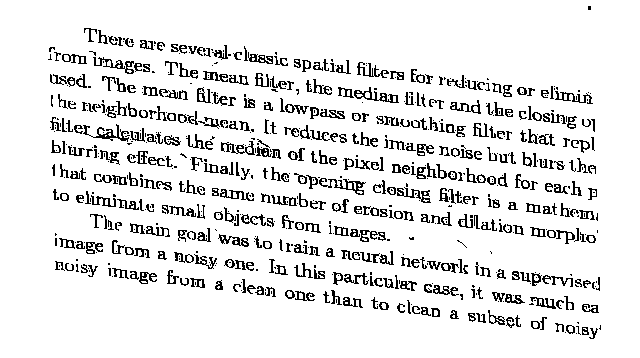 There are several classic spatial filters for reducing or elimin
from images. The mean filter, the median filter and the closing op
used. The mean filter is a lowpass or smoothing filter that repl
the neighborhood mean. It reduces the image noise but blurs the
filter calculates the median of the pixel neighborhood for each p
blurring effect. Finally, the opening closing filter is a mathema
that combines the same number of erosion and dilation morpho
to eliminate small objects from images.
The main goal was to train a neural network in a supervised
image from a noisy one. In this particular case, it was much ea
noisy image from a clean one than to clean a subset of noisy